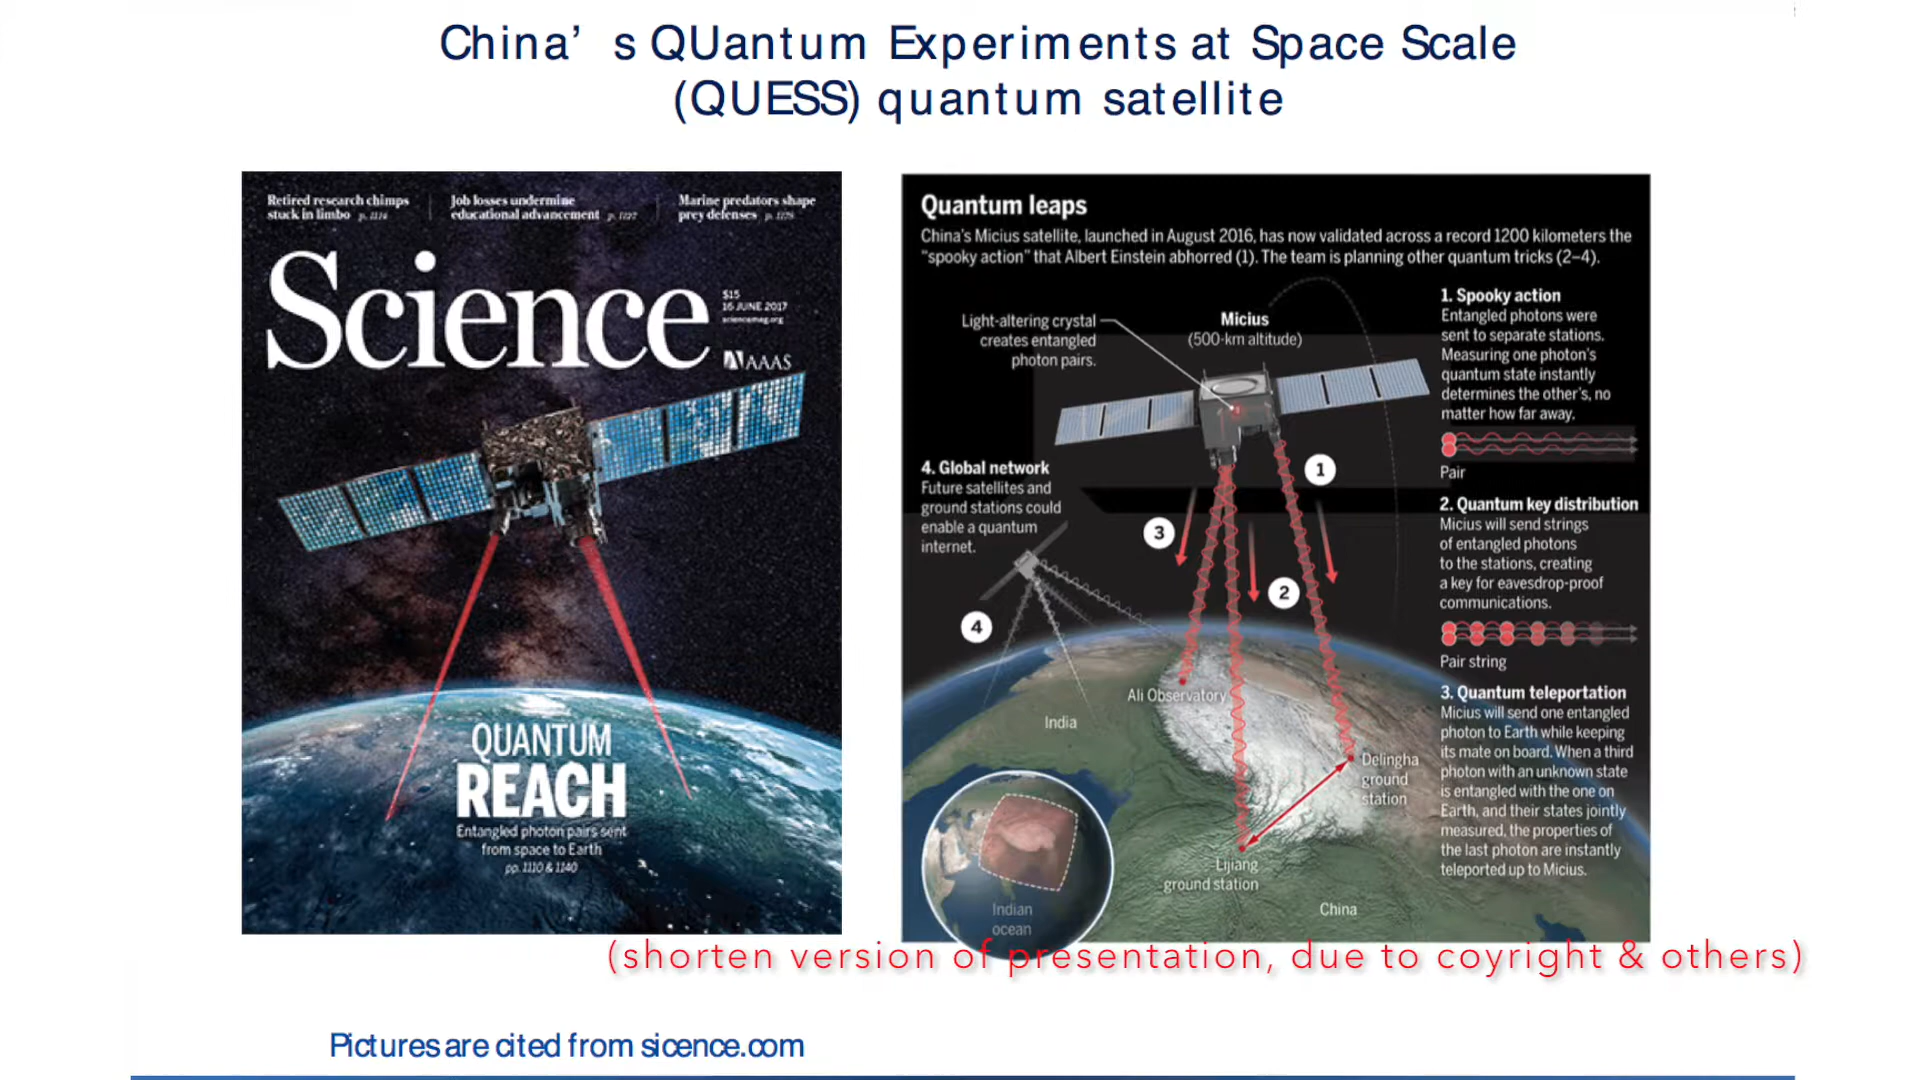 China’ s QUantum Experiments at Space Scale
(QUESS) quantum satellite
Retired research chimps
stuck in limbo p. 1114
Job losses undermine
educational advancement p. 1127
Marine predators shape
prey defenses p. 1178
Science
$15
16 JUNE 2017
sciencemag.org
AAAS
QUANTUM
REACH
Entangled photon pairs sent
from space to Earth
pp. 1110 & 1140
Quantum leaps
China's Micius satellite, launched in August 2016, has now validated across a record 1200 kilometers the
"spooky action" that Albert Einstein abhorred (1). The team is planning other quantum tricks (2–4).
Light-altering crystal
creates entangled
photon pairs.
Micius
(500-km altitude)
1
2
3
4
4. Global network
Future satellites and
ground stations could
enable a quantum
internet.
Ali Observatory
India
Delingha
ground
station
Lijiang
ground station
China
Indian
ocean
1. Spooky action
Entangled photons were
sent to separate stations.
Measuring one photon's
quantum state instantly
determines the other's, no
matter how far away.
Pair
2. Quantum key distribution
Micius will send strings
of entangled photons
to the stations, creating
a key for eavesdrop-proof
communications.
Pair string
3. Quantum teleportation
Micius will send one entangled
photon to Earth while keeping
its mate on board. When a third
photon with an unknown state
is entangled with the one on
Earth, and their states jointly
measured, the properties of
the last photon are instantly
teleported up to Micius.
(shorten version of presentation, due to coyright & others)
Pictures are cited from sicence.com